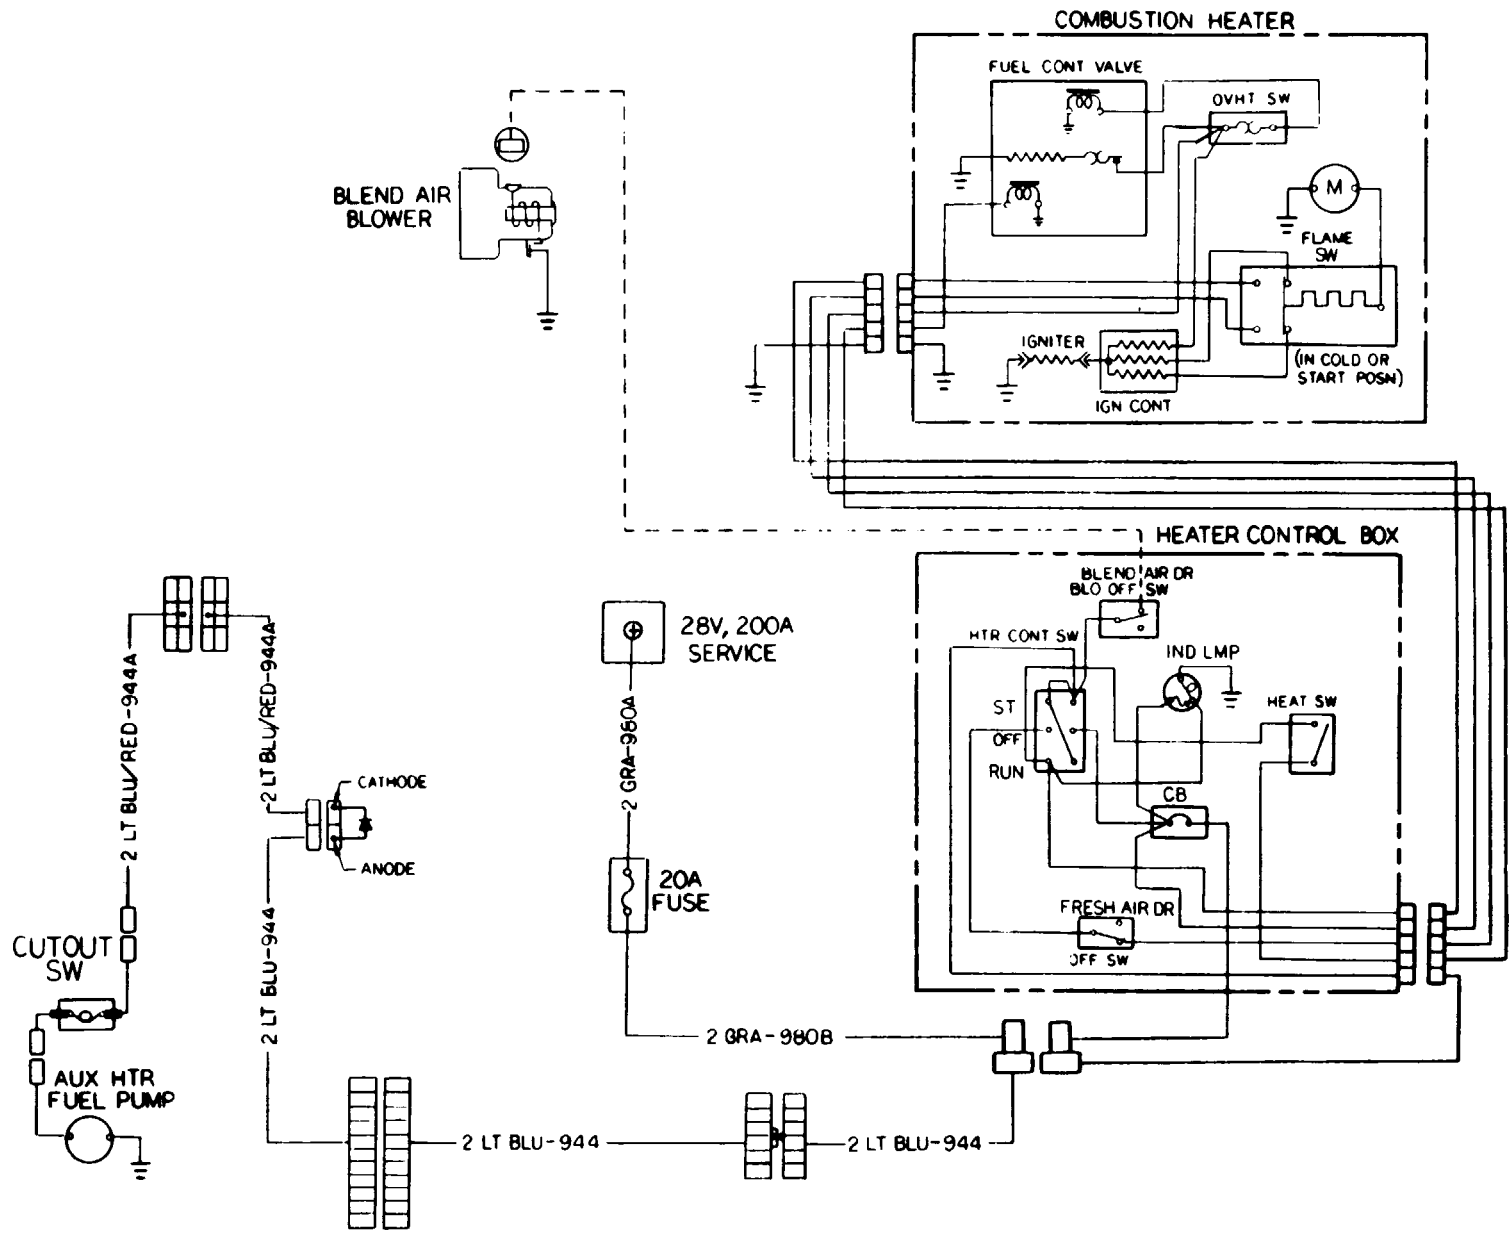 COMBUSTION HEATER
FUEL CONT VALVE
OVHT SW
M
BLEND AIR
BLOWER
FLAME
SW
IGNITER
(IN COLD OR
START POSN)
IGN CONT
HEATER CONTROL BOX
BLEND AIR DR
BLO OFF SW
28V, 200A
SERVICE
HTR CONT SW
IND LMP
HEAT SW
ST
OFF
RUN
2 LT BLU/RED-944A
2 LT BLU/RED-944A
2 GRA-980A
CATHODE
ANODE
CB
20A
FUSE
FRESH AIR DR
OFF SW
CUTOUT
SW
2 LT BLU-944
2 GRA-980B
AUX HTR
FUEL PUMP
2 LT BLU-944
2 LT BLU-944